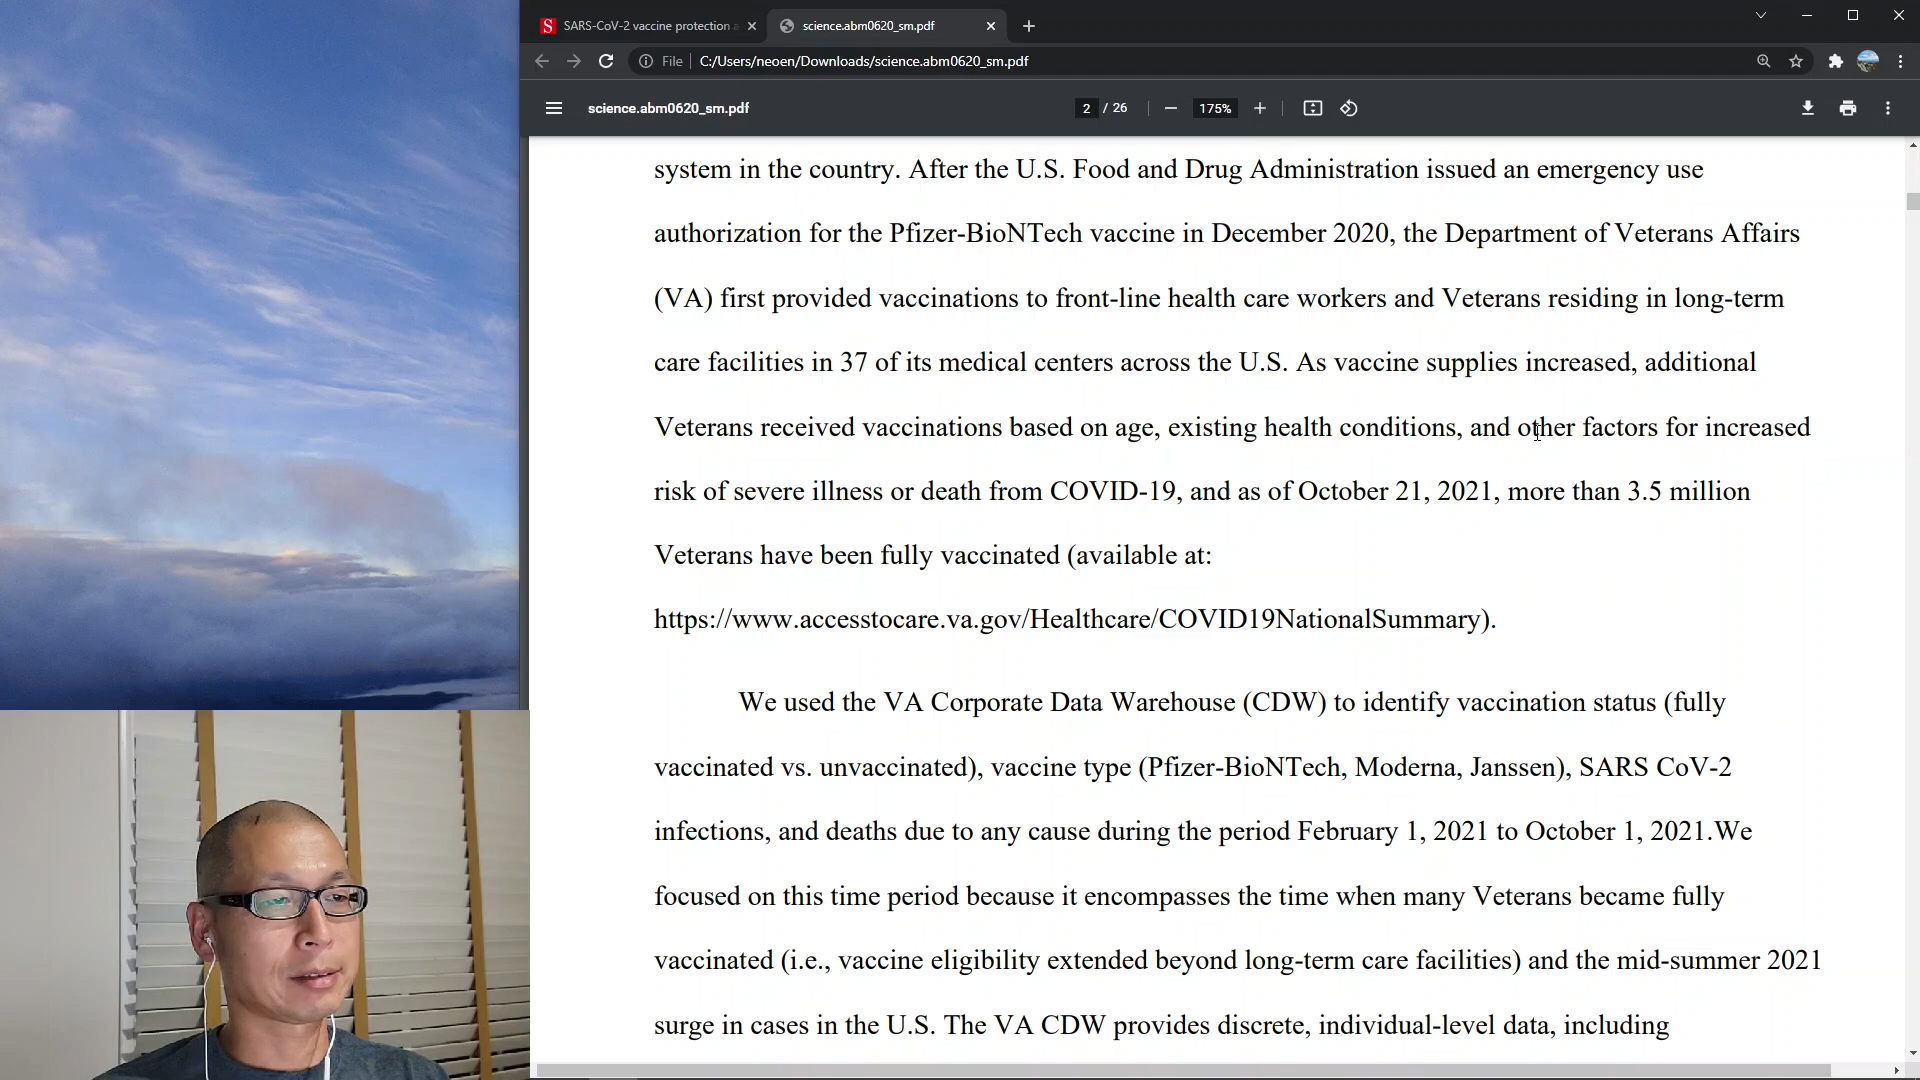 S SARS-CoV-2 vaccine protection a
science.abm0620_sm.pdf
File
C:/Users/neoen/Downloads/science.abm0620_sm.pdf
science.abm0620_sm.pdf
2 / 26
175%
system in the country. After the U.S. Food and Drug Administration issued an emergency use
authorization for the Pfizer-BioNTech vaccine in December 2020, the Department of Veterans Affairs
(VA) first provided vaccinations to front-line health care workers and Veterans residing in long-term
care facilities in 37 of its medical centers across the U.S. As vaccine supplies increased, additional
Veterans received vaccinations based on age, existing health conditions, and other factors for increased
risk of severe illness or death from COVID-19, and as of October 21, 2021, more than 3.5 million
Veterans have been fully vaccinated (available at:
https://www.accesstocare.va.gov/Healthcare/COVID19NationalSummary).
We used the VA Corporate Data Warehouse (CDW) to identify vaccination status (fully
vaccinated vs. unvaccinated), vaccine type (Pfizer-BioNTech, Moderna, Janssen), SARS CoV-2
infections, and deaths due to any cause during the period February 1, 2021 to October 1, 2021.We
focused on this time period because it encompasses the time when many Veterans became fully
vaccinated (i.e., vaccine eligibility extended beyond long-term care facilities) and the mid-summer 2021
surge in cases in the U.S. The VA CDW provides discrete, individual-level data, including